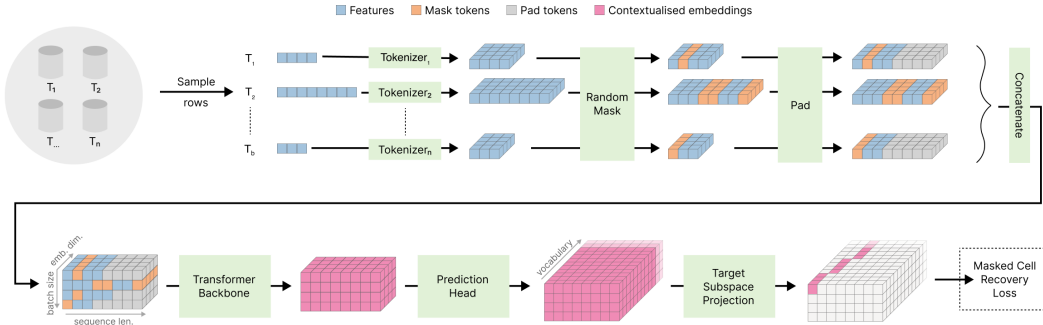 Features Mask tokens Pad tokens Contextualised embeddings
T1 T2
T... Tn
Sample
rows
T1
Tokenizer1
T2
Tokenizer2
Tb
Tokenizern
Random
Mask
Pad
Concatenate
emb. dim.
batch size
sequence len.
Transformer
Backbone
Prediction
Head
vocabulary
Target
Subspace
Projection
Masked Cell
Recovery
Loss